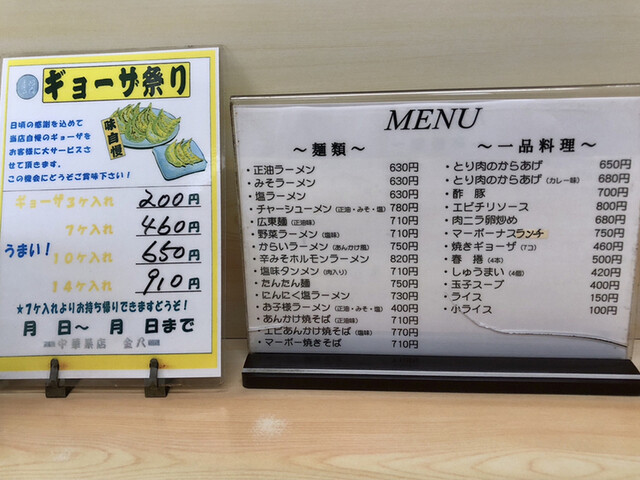 ギョーザ祭り
日頃の感謝を込めて
当店自慢のギョーザを
お客様に大サービスさ
せて頂きます。
この機会にどうぞご賞味下さい!
味自慢
ギョーザ3ヶ入れ 200円
7ヶ入れ 460円
うまい!
10ヶ入れ 650円
14ヶ入れ 910円
★7ヶ入れよりお持ち帰りできますどうぞ!
月 日~ 月 日まで
中華飯店 金八
MENU
~麺類~
・正油ラーメン 630円
・みそラーメン 630円
・塩ラーメン 630円
・チャーシューメン(正油・みそ・塩) 780円
・広東麺(正油味) 710円
・野菜ラーメン(塩味) 710円
・からいラーメン(あんかけ風) 750円
・辛みそホルモンラーメン 820円
・塩味タンメン(肉入り) 710円
・たんたん麺 750円
・にんにく塩ラーメン 730円
・お子様ラーメン(正油・みそ・塩) 400円
・あんかけ焼そば(正油) 710円
・エビあんかけ焼そば(塩味) 770円
・マーボー焼きそば 710円
~一品料理~
・とり肉のからあげ 650円
・とり肉のからあげ(カレー味) 680円
・酢豚 700円
・エピチリソース 800円
・肉ニラ卵炒め 680円
・マーボーナスランチ 750円
・焼きギョーザ(7コ) 460円
・春捲(4本) 500円
・しゅうまい(4個) 420円
・玉子スープ 400円
・ライス 150円
・小ライス 100円